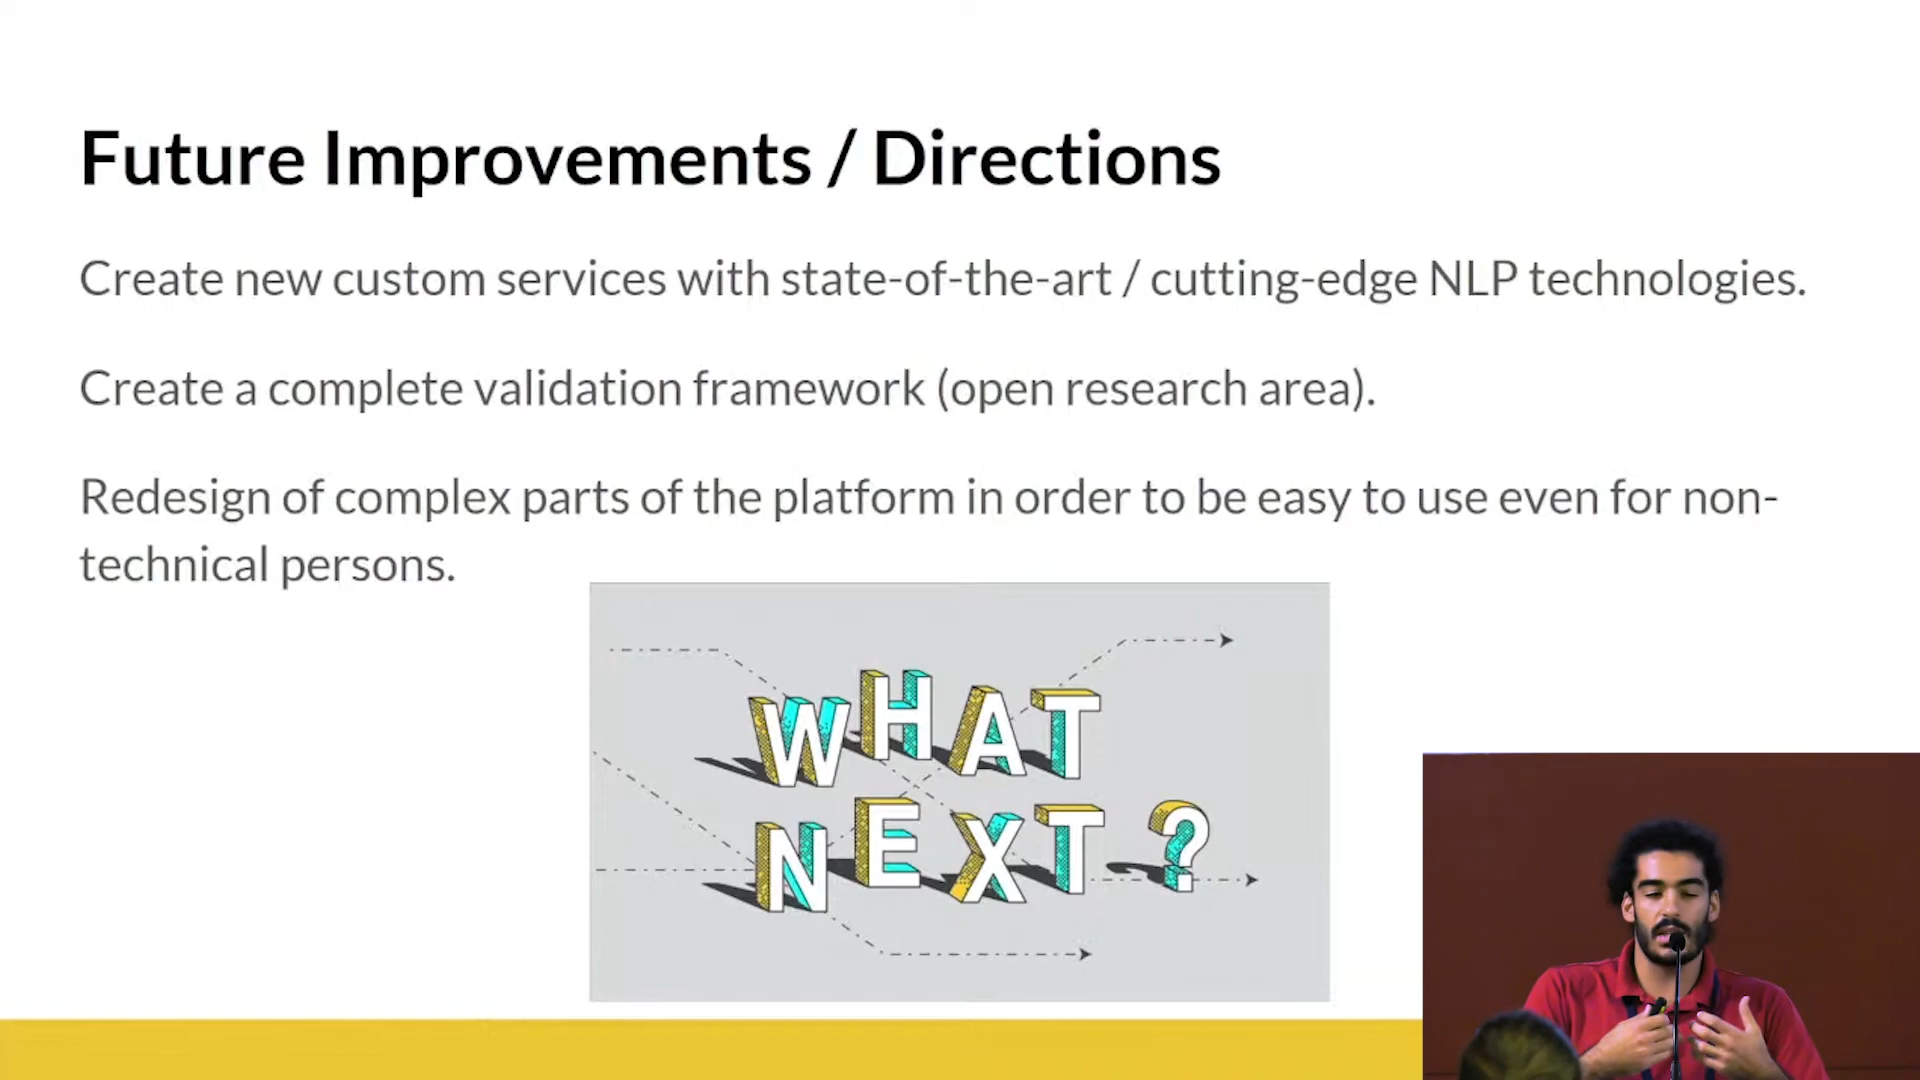 Future Improvements / Directions
Create new custom services with state-of-the-art / cutting-edge NLP technologies.
Create a complete validation framework (open research area).
Redesign of complex parts of the platform in order to be easy to use even for non-
technical persons.
WHAT
NEXT ?